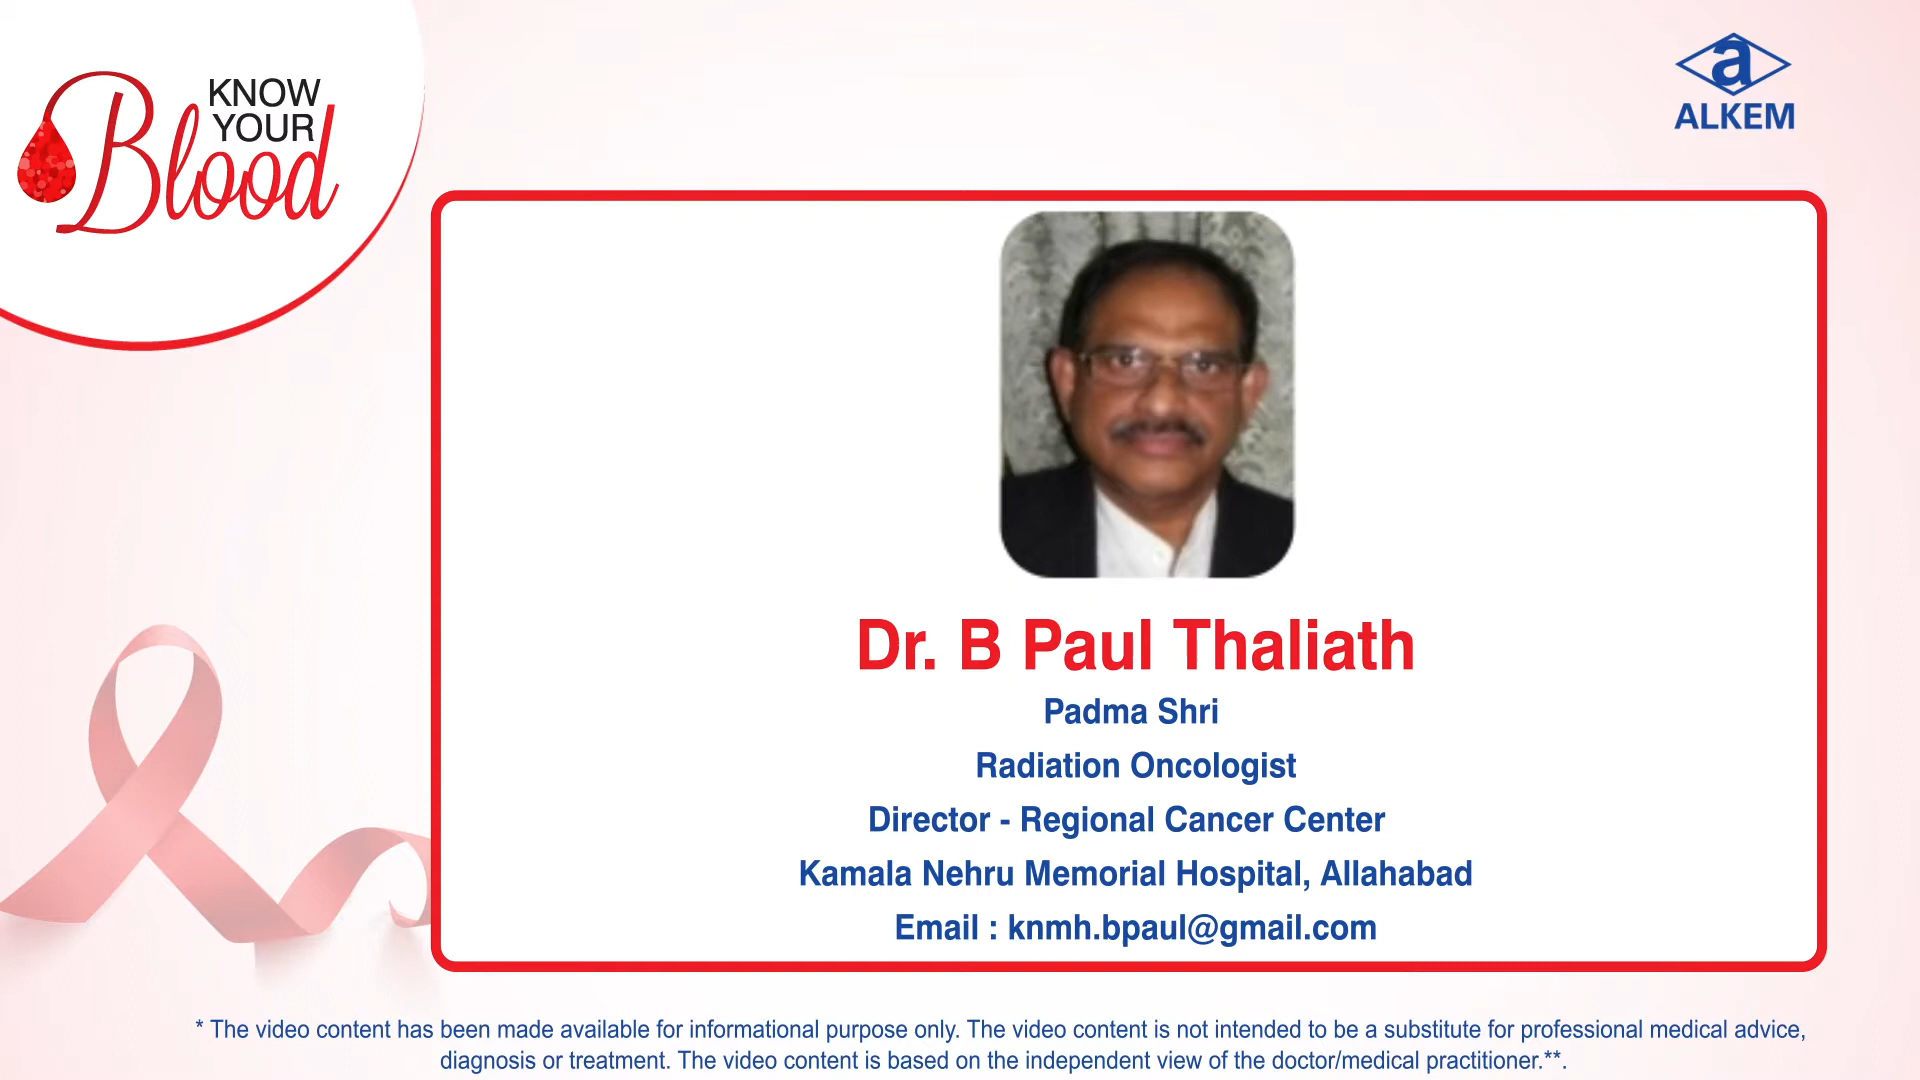 KNOW
YOUR
Blood
a
ALKEM
Dr. B Paul Thaliath
Padma Shri
Radiation Oncologist
Director - Regional Cancer Center
Kamala Nehru Memorial Hospital, Allahabad
Email : knmh.bpaul@gmail.com
* The video content has been made available for informational purpose only. The video content is not intended to be a substitute for professional medical advice,
diagnosis or treatment. The video content is based on the independent view of the doctor/medical practitioner.**.